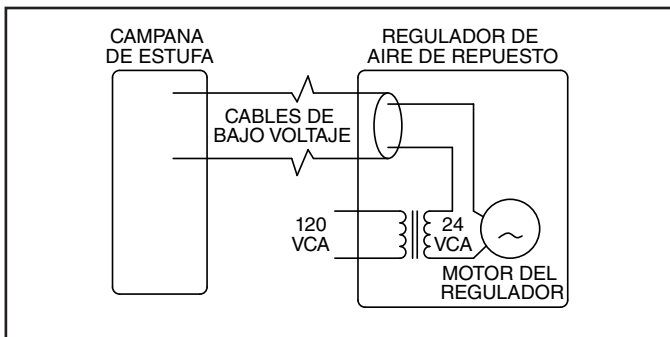 CAMPANA
DE ESTUFA
REGULADOR DE
AIRE DE REPUESTO
CABLES DE
BAJO VOLTAJE
120
VCA
24
VCA
MOTOR DEL
REGULADOR